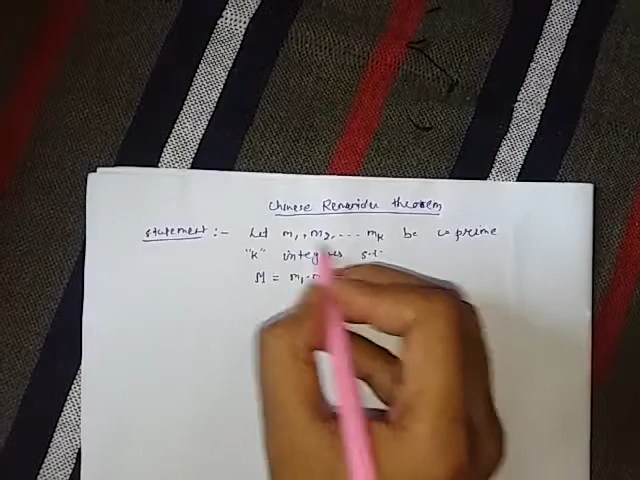 Chinese Remainder theorem
statement :- Let m₁, m₂, .... mₖ be coprime
"k" integers s.t
M = m₁.m